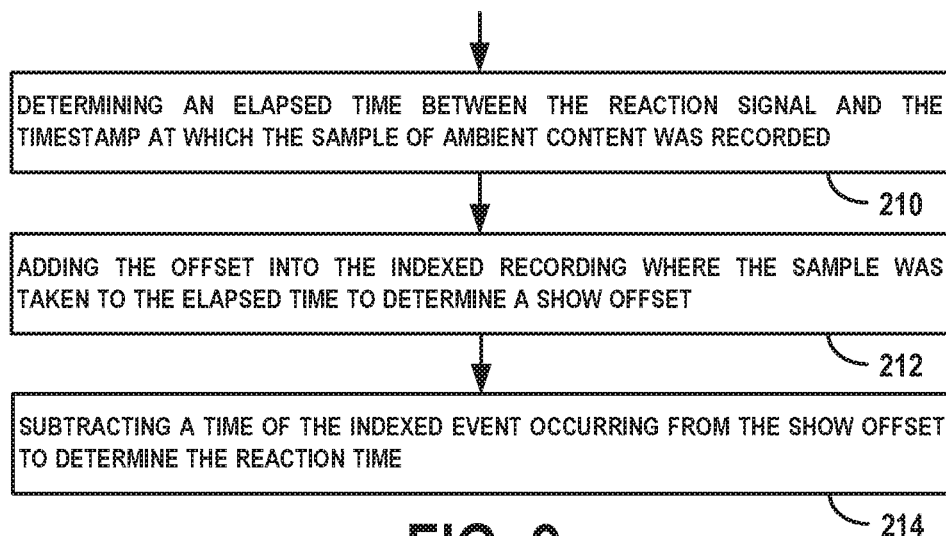 DETERMINING AN ELAPSED TIME BETWEEN THE REACTION SIGNAL AND THE
TIMESTAMP AT WHICH THE SAMPLE OF AMBIENT CONTENT WAS RECORDED
210
ADDING THE OFFSET INTO THE INDEXED RECORDING WHERE THE SAMPLE WAS
TAKEN TO THE ELAPSED TIME TO DETERMINE A SHOW OFFSET
212
SUBTRACTING A TIME OF THE INDEXED EVENT OCCURRING FROM THE SHOW OFFSET
TO DETERMINE THE REACTION TIME
214
FIG.